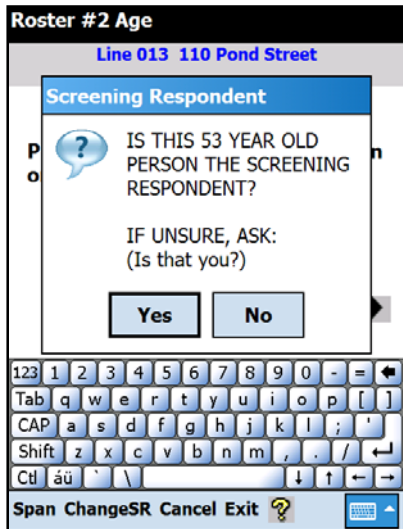 Roster #2 Age
Line 013 110 Pond Street
Screening Respondent
?
IS THIS 53 YEAR OLD
P
n
PERSON THE SCREENING
o
RESPONDENT?
IF UNSURE, ASK:
(Is that you?)
Yes No
123 1 2 3 4 5 6 7 8 9 0 - =
Tab q w e r t y u i o p [ ]
CAP a s d f g h j k l ; '
Shift z x c v b n m , . /
Ctl áü ` \
Span ChangeSR Cancel Exit ?